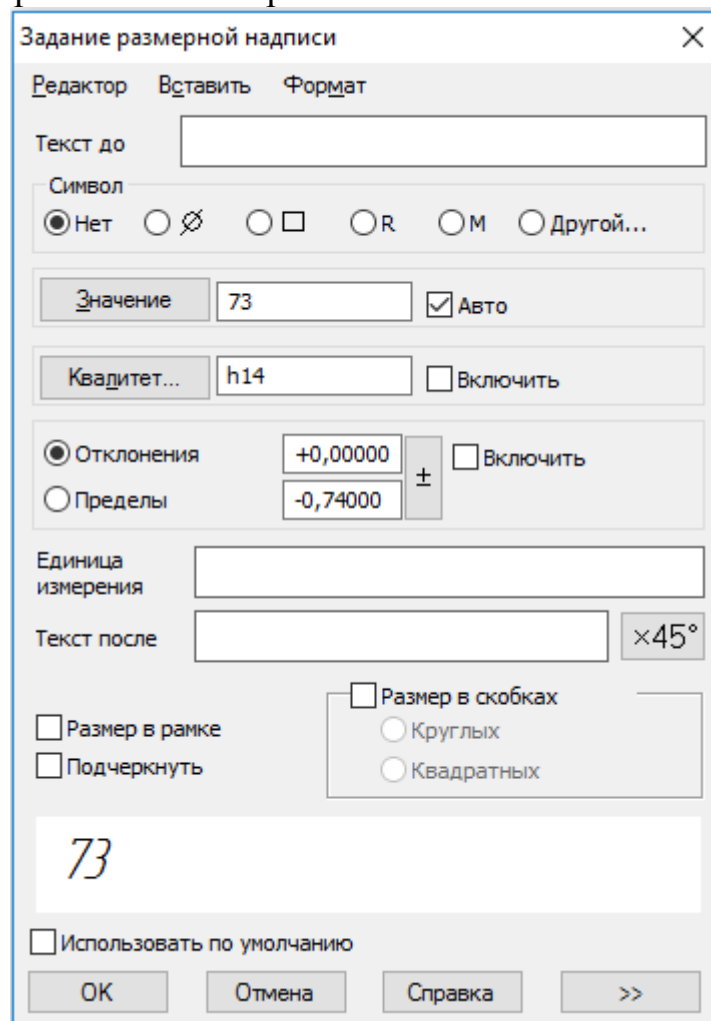 Задание размерной надписи
Редактор Вставить Формат
Текст до
Символ
Нет Ø □ R М Другой...
Значение 73 Авто
Квалитет... h14 Включить
Отклонения +0,00000 ± Включить
Пределы -0,74000
Единица
измерения
Текст после ×45°
Размер в скобках
Размер в рамке Круглых
Подчеркнуть Квадратных
73
Использовать по умолчанию
ОК Отмена Справка >>